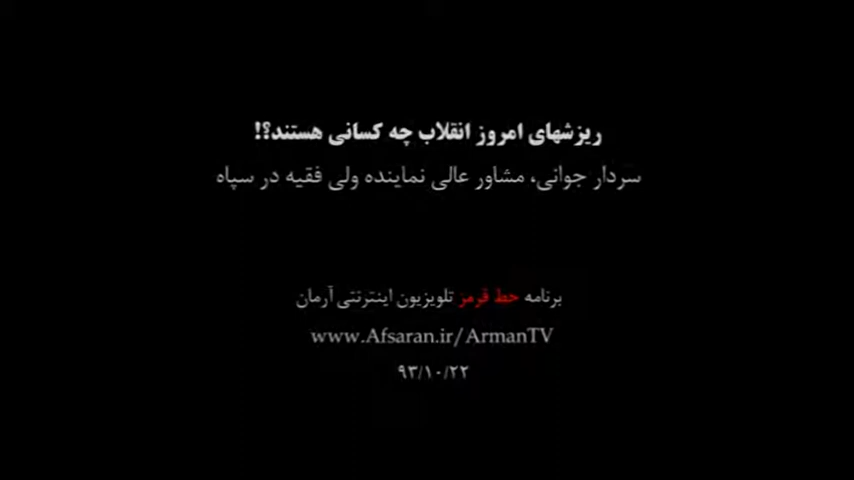 ریزشهای امروز انقلاب چه کسانی هستند؟!
سردار جوانی، مشاور عالی نماینده ولی فقیه در سپاه
برنامه خط قرمز تلویزیون اینترنتی آرمان
www.Afsaran.ir/ArmanTV
۹۳/۱۰/۲۲